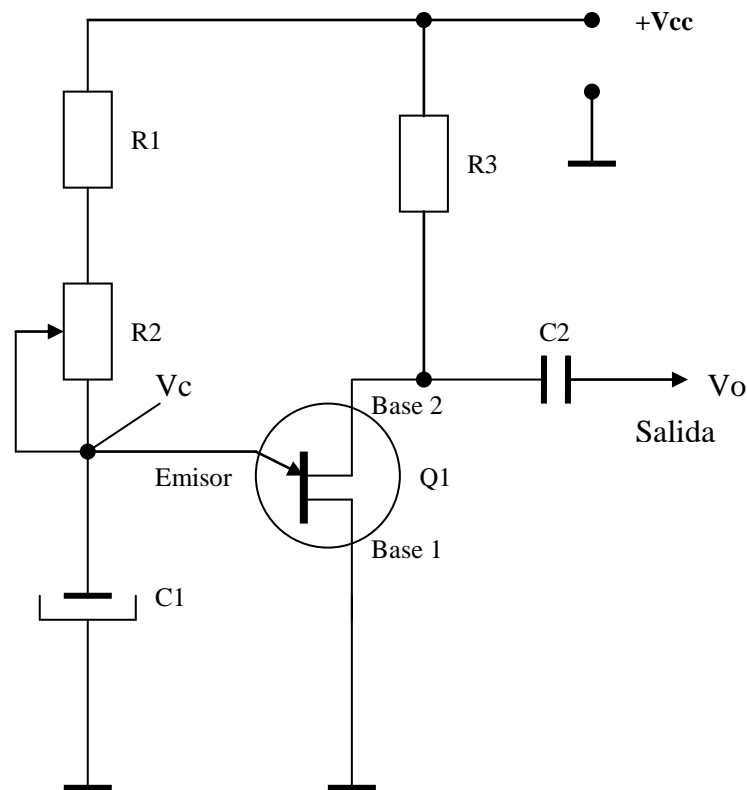 +Vcc
R1
R3
R2
C2
Vc
Vo
Base 2
Salida
Emisor
Q1
Base 1
C1